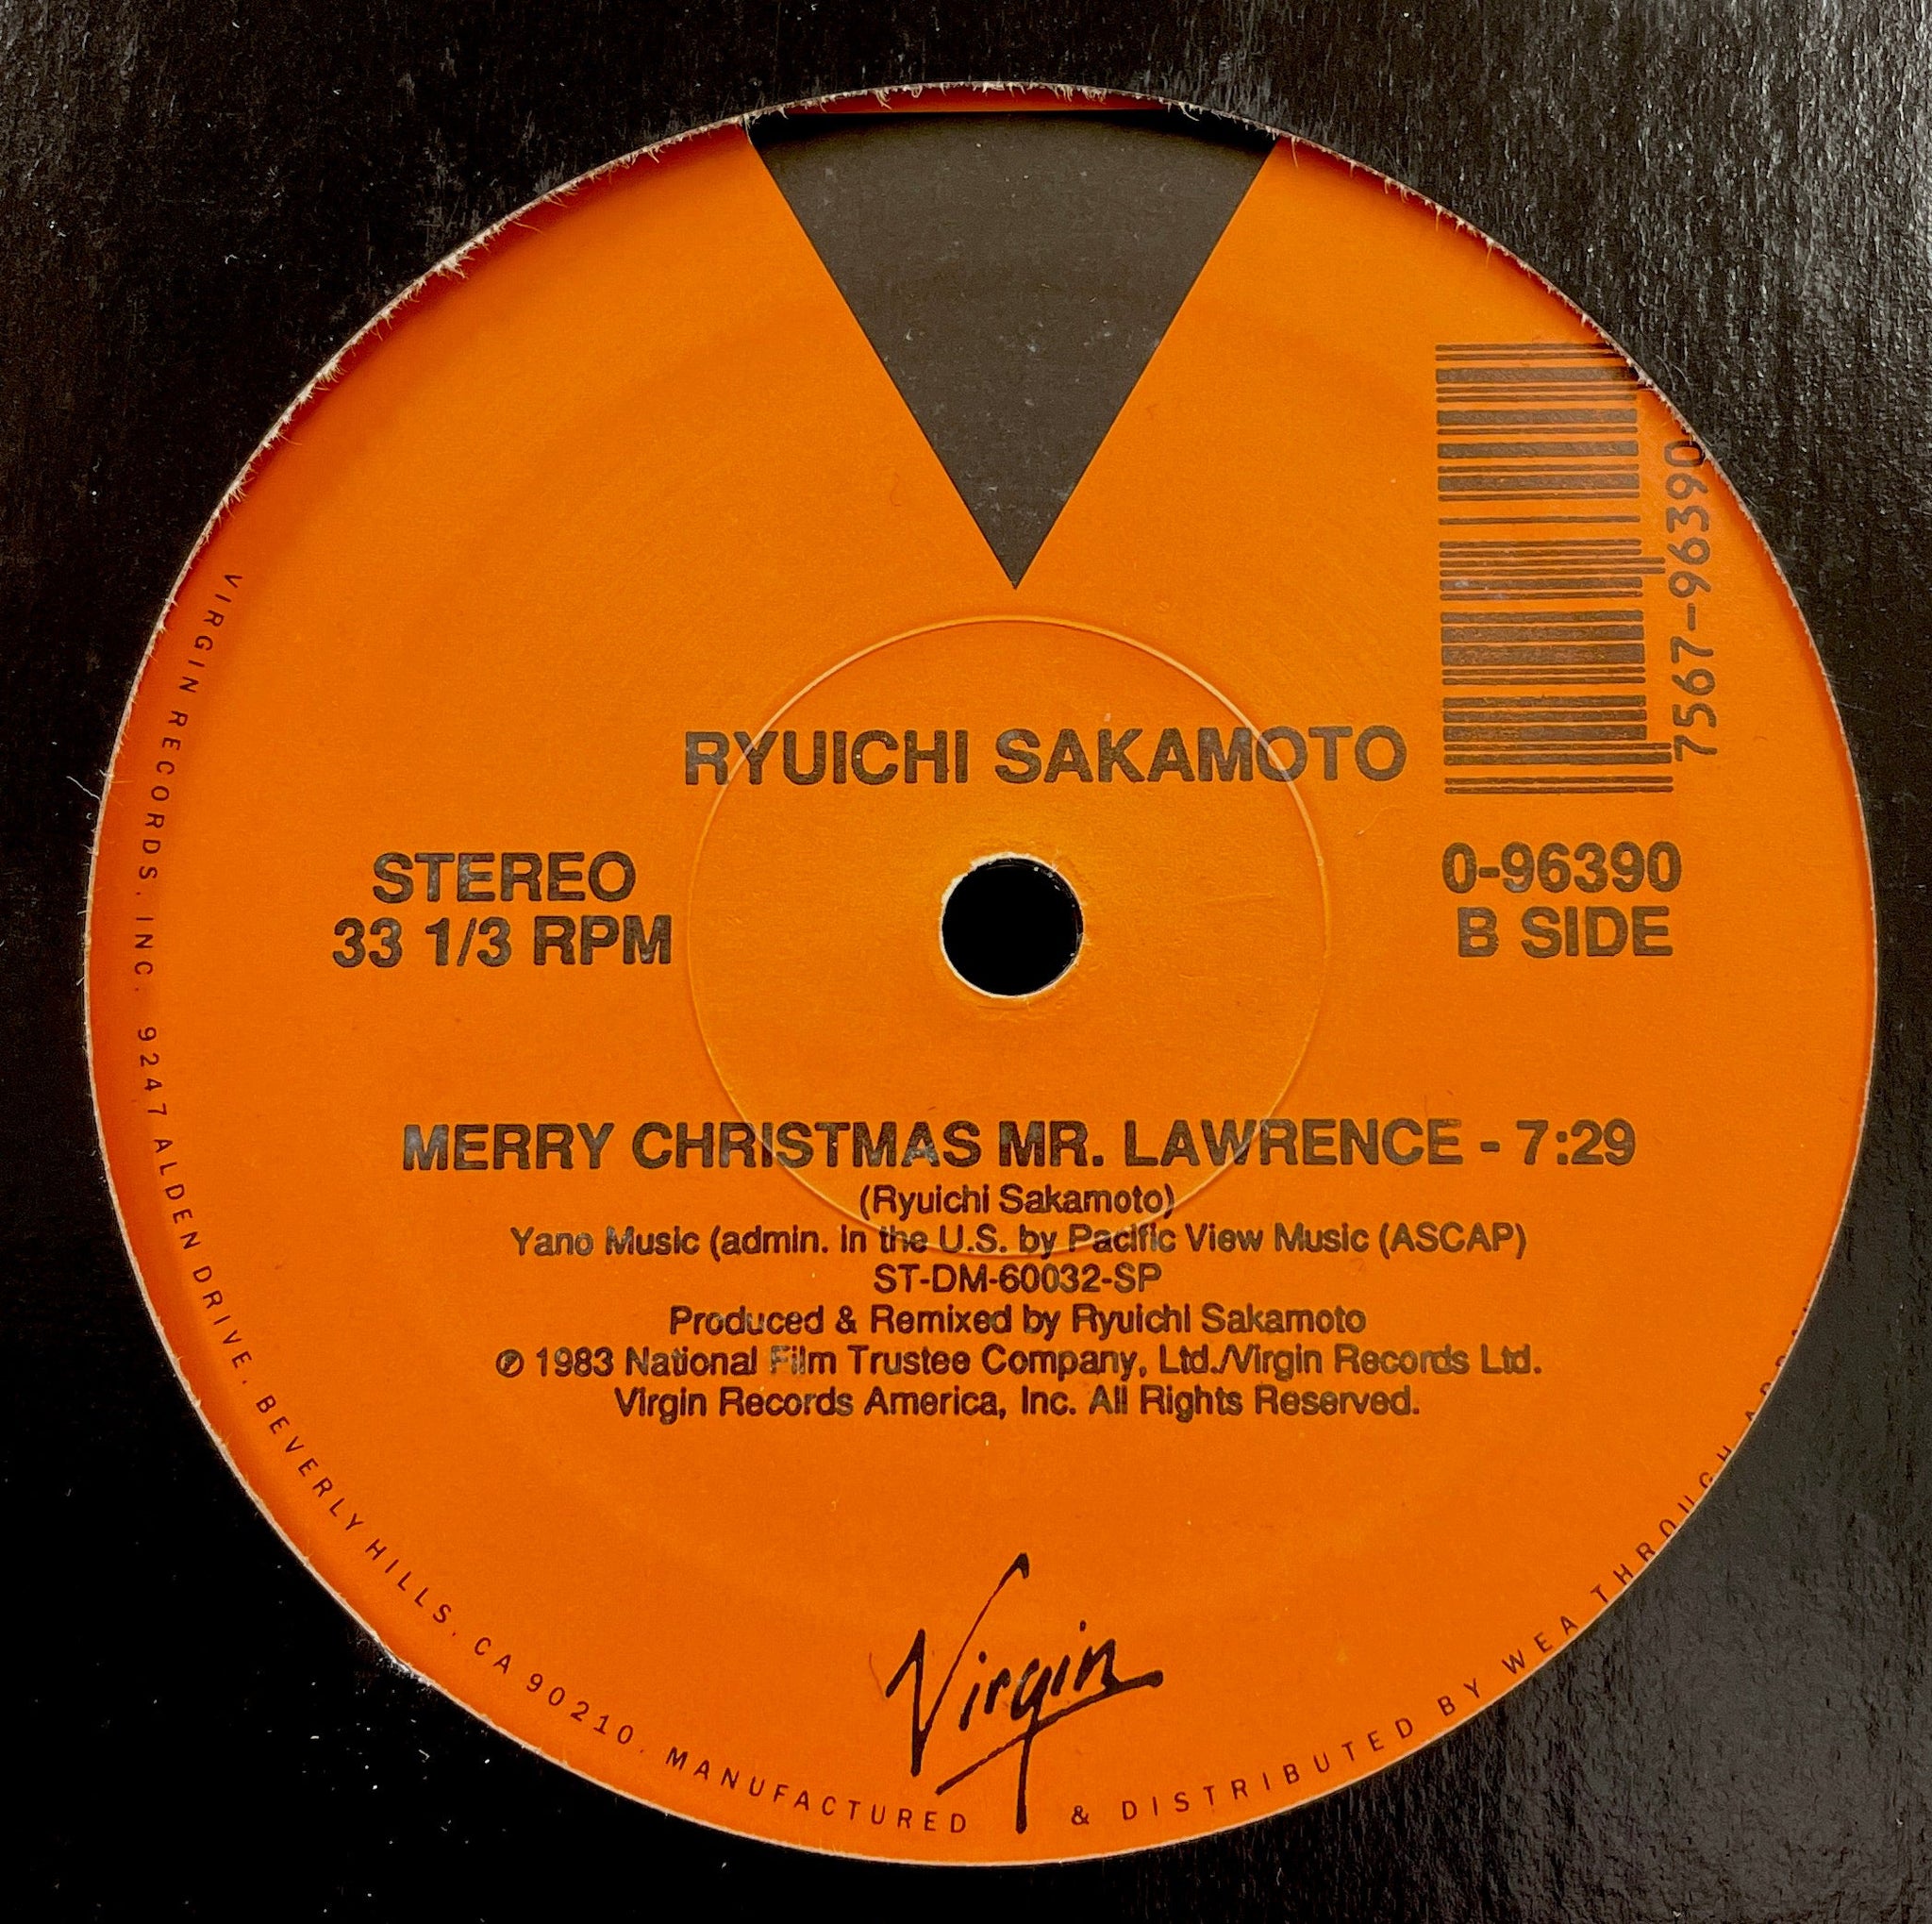 7567-96390
RYUICHI SAKAMOTO
STEREO
33 1/3 RPM
0-96390
B SIDE
MERRY CHRISTMAS MR. LAWRENCE - 7:29
(Ryuichi Sakamoto)
Yano Music (admin. in the U.S. by Pacific View Music (ASCAP)
ST-DM-60032-SP
Produced & Remixed by Ryuichi Sakamoto
℗ 1983 National Film Trustee Company, Ltd./Virgin Records Ltd.
Virgin Records America, Inc. All Rights Reserved.
Virgin
VIRGIN RECORDS, INC. 9247 ALDEN DRIVE, BEVERLY HILLS, CA 90210. MANUFACTURED & DISTRIBUTED BY WEA THROUGH